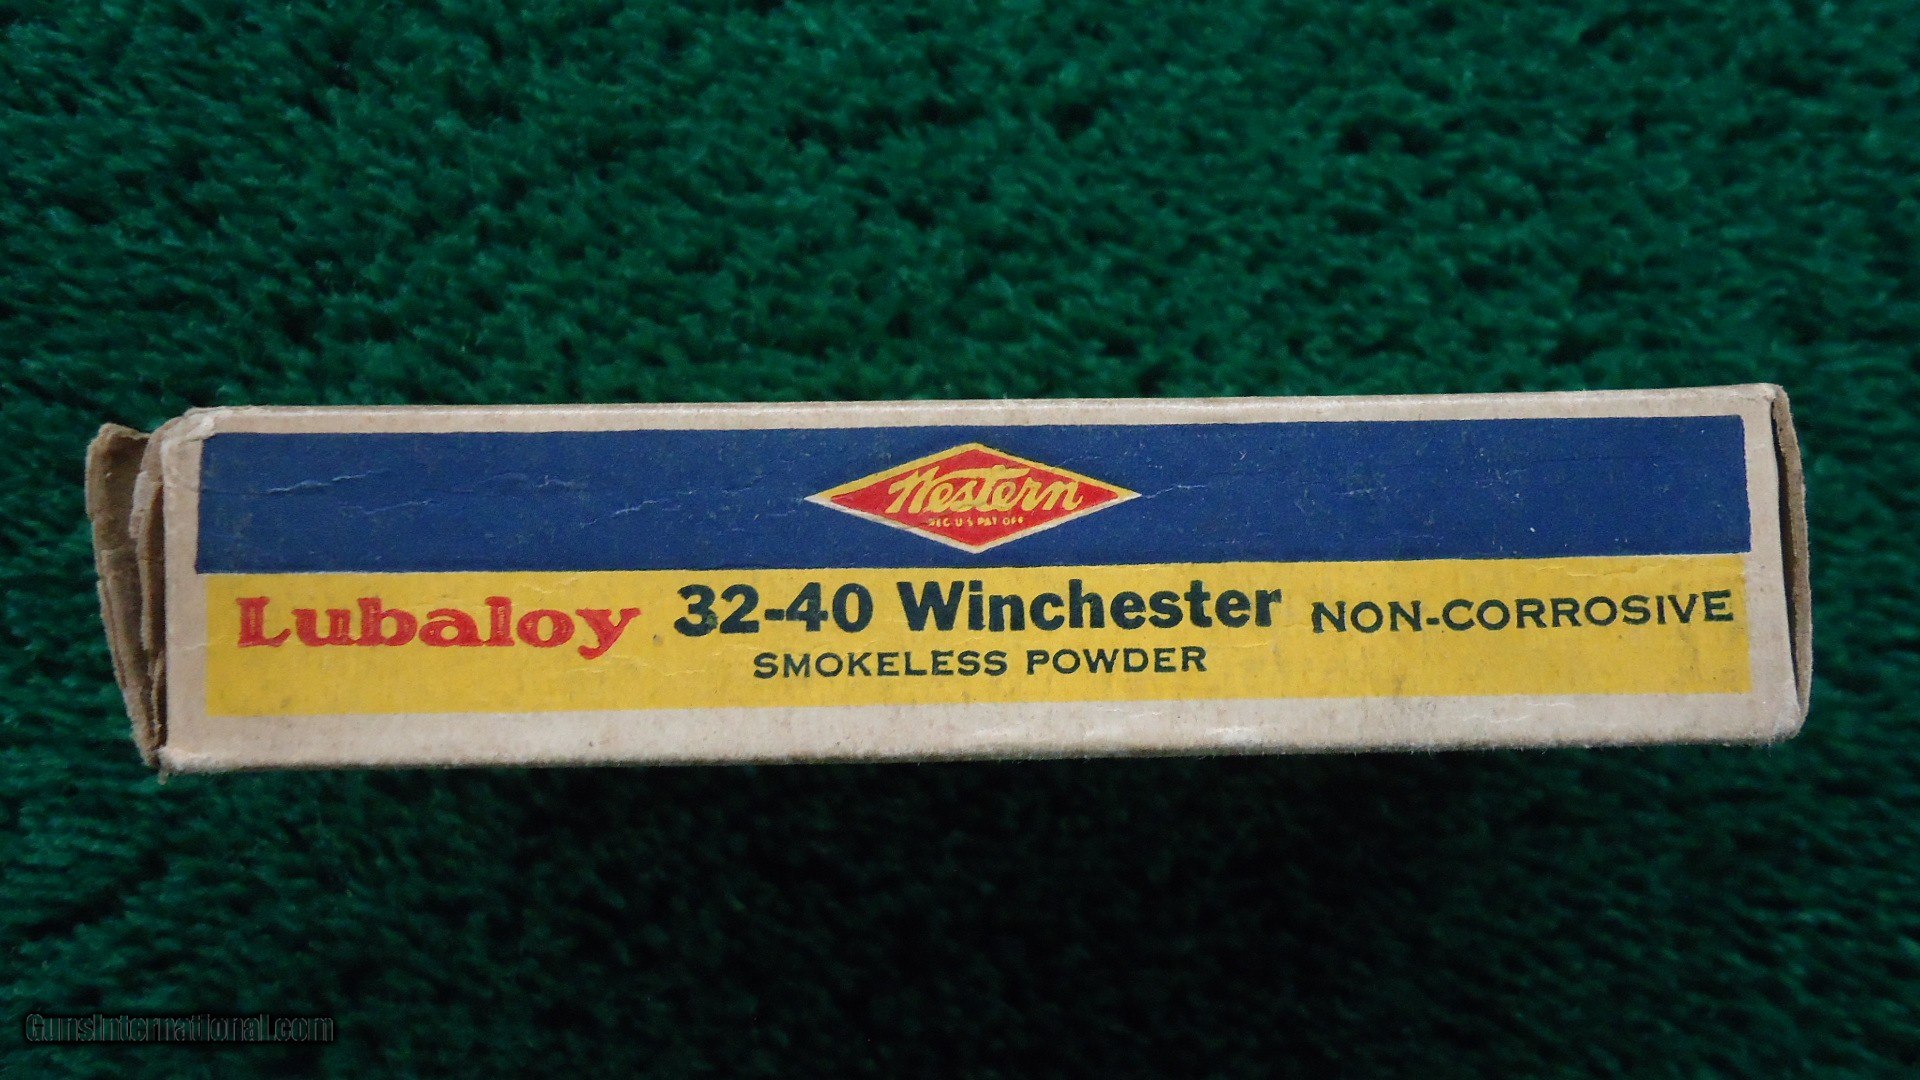 Western
REG U S PAT OFF
Lubaloy 32-40 Winchester NON-CORROSIVE
SMOKELESS POWDER
GunsInternational.com